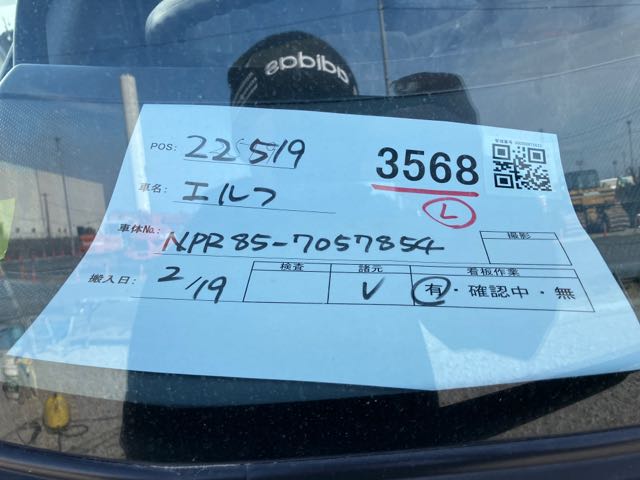 adidas
POS: 22519
3568
L
車名: エルフ
車体No.: NPR85-7057854
撮影
搬入日: 2/19
検査 諸元 看板作業
V 有・確認中・無